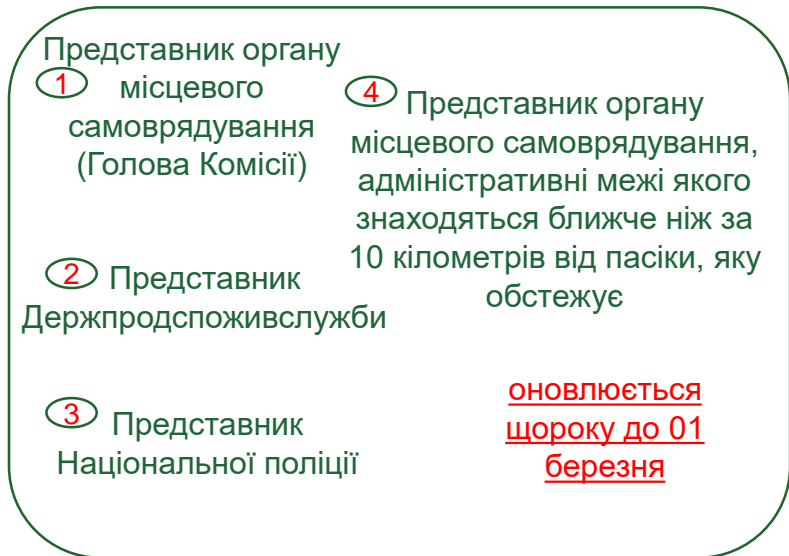 Представник органу
1 місцевого
самоврядування
(Голова Комісії)
2 Представник
Держпродспоживслужби
3 Представник
Національної поліції
4 Представник органу
місцевого самоврядування,
адміністративні межі якого
знаходяться ближче ніж за
10 кілометрів від пасіки, яку
обстежує
оновлюється
щороку до 01
березня